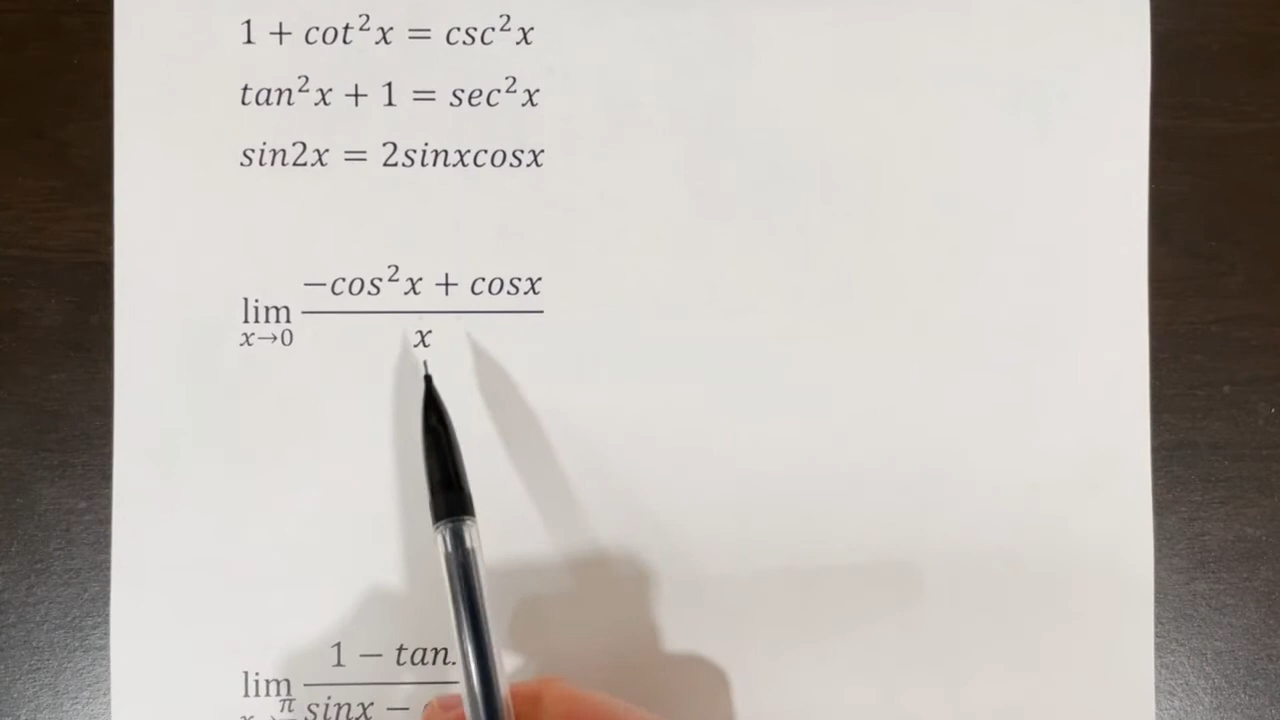 1 + cot²x = csc²x
tan²x + 1 = sec²x
sin2x = 2sinxcosx
lim x→0 (−cos²x + cosx)/x
1 − tan
lim
sinx −
π